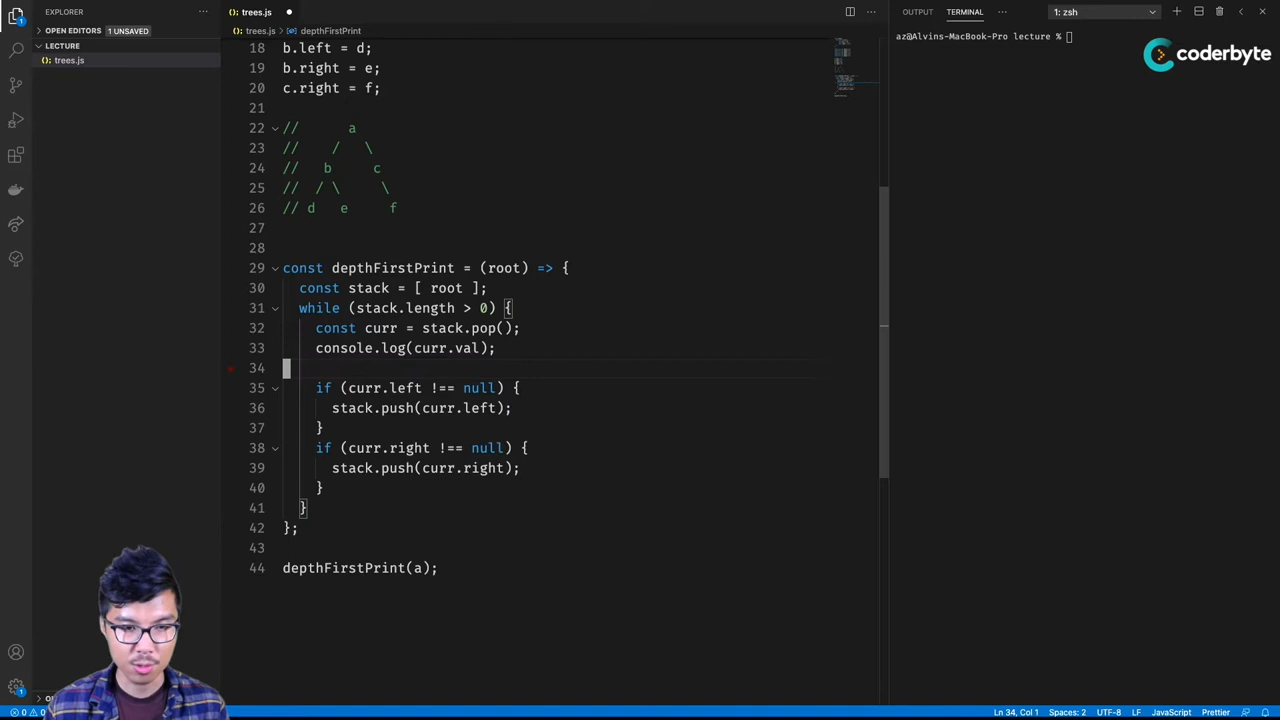 EXPLORER
OPEN EDITORS 1 UNSAVED
LECTURE
trees.js
trees.js
trees.js > depthFirstPrint
18 b.left = d;
19 b.right = e;
20 c.right = f;
21
22 //      a
23 //    /   \
24 //   b      c
25 //  / \     \
26 // d   e     f
27
28
29 const depthFirstPrint = (root) => {
30   const stack = [ root ];
31   while (stack.length > 0) {
32     const curr = stack.pop();
33     console.log(curr.val);
34
35     if (curr.left !== null) {
36       stack.push(curr.left);
37     }
38     if (curr.right !== null) {
39       stack.push(curr.right);
40     }
41   }
42 };
43
44 depthFirstPrint(a);
OUTPUT TERMINAL 1: zsh
az@Alvins-MacBook-Pro lecture %
coderbyte
1
1
0 0
Ln 34, Col 1 Spaces: 2 UTF-8 LF JavaScript Prettier